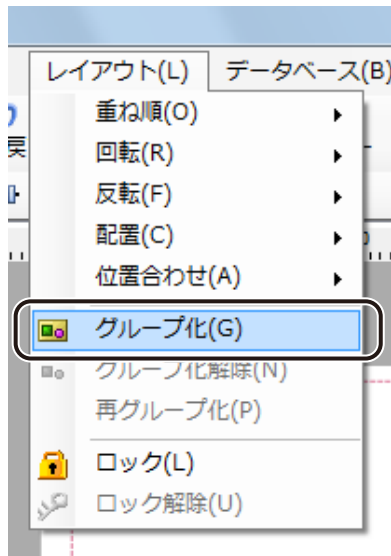 レイアウト(L) データベース(B)
重ね順(O)
戻
回転(R)
反転(F)
配置(C)
位置合わせ(A)
グループ化(G)
グループ化解除(N)
再グループ化(P)
ロック(L)
ロック解除(U)